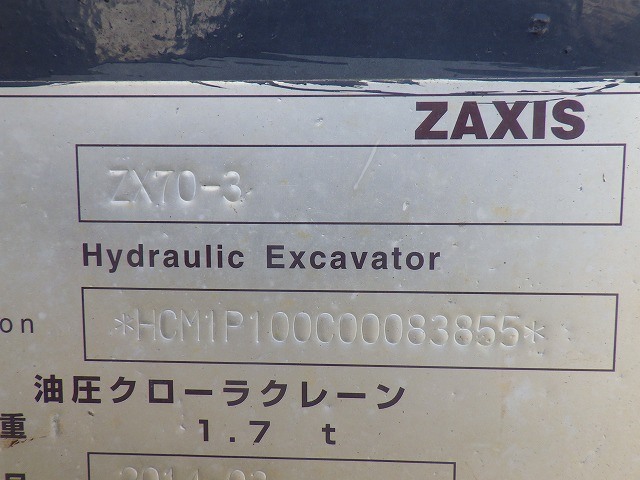 ZAXIS
ZX70-3
Hydraulic Excavator
on *HCM1P100C00083855*
油圧クローラクレーン
重 1.7 t